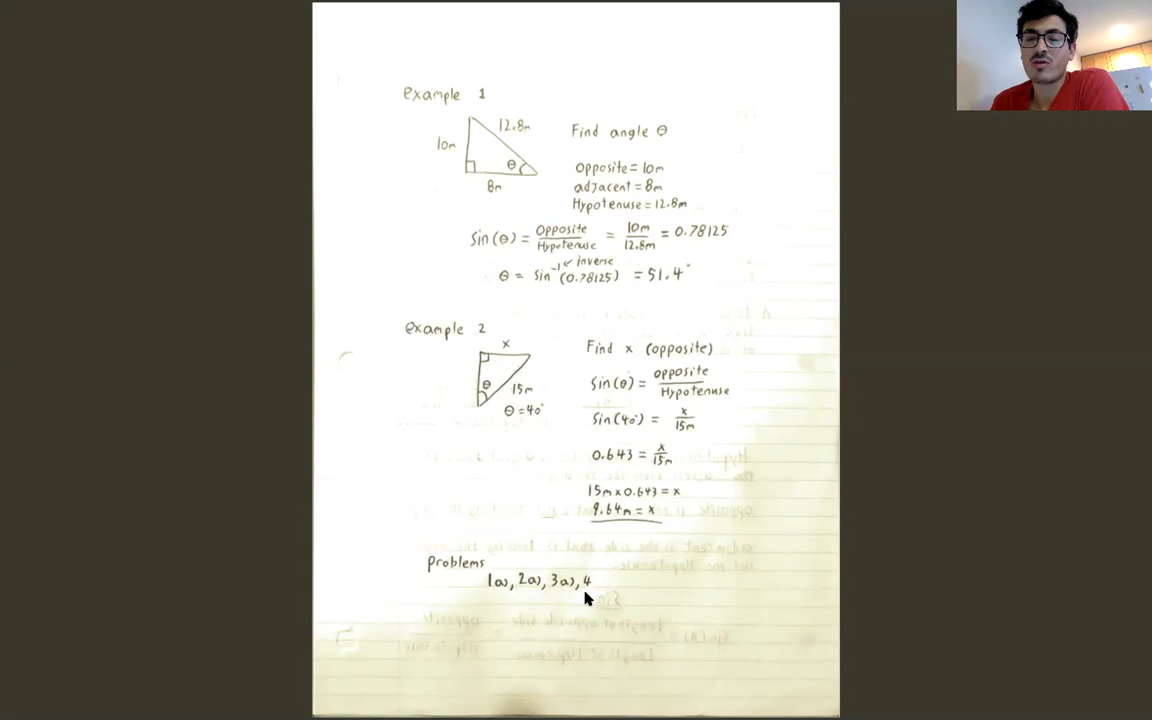 example 1
12.8m
10m
θ
8m
Find angle θ
opposite = 10m
adjacent = 8m
Hypotenuse = 12.8m
Sin(θ) = Opposite / Hypotenuse = 10m / 12.8m = 0.78125
↙ inverse
θ = Sin⁻¹(0.78125) = 51.4°
example 2
x
θ
15m
θ = 40°
Find x (opposite)
Sin(θ) = opposite / Hypotenuse
Sin(40°) = x / 15m
0.643 = x / 15m
15m x 0.643 = x
9.64m = x
Problems
1a), 2a), 3a), 4